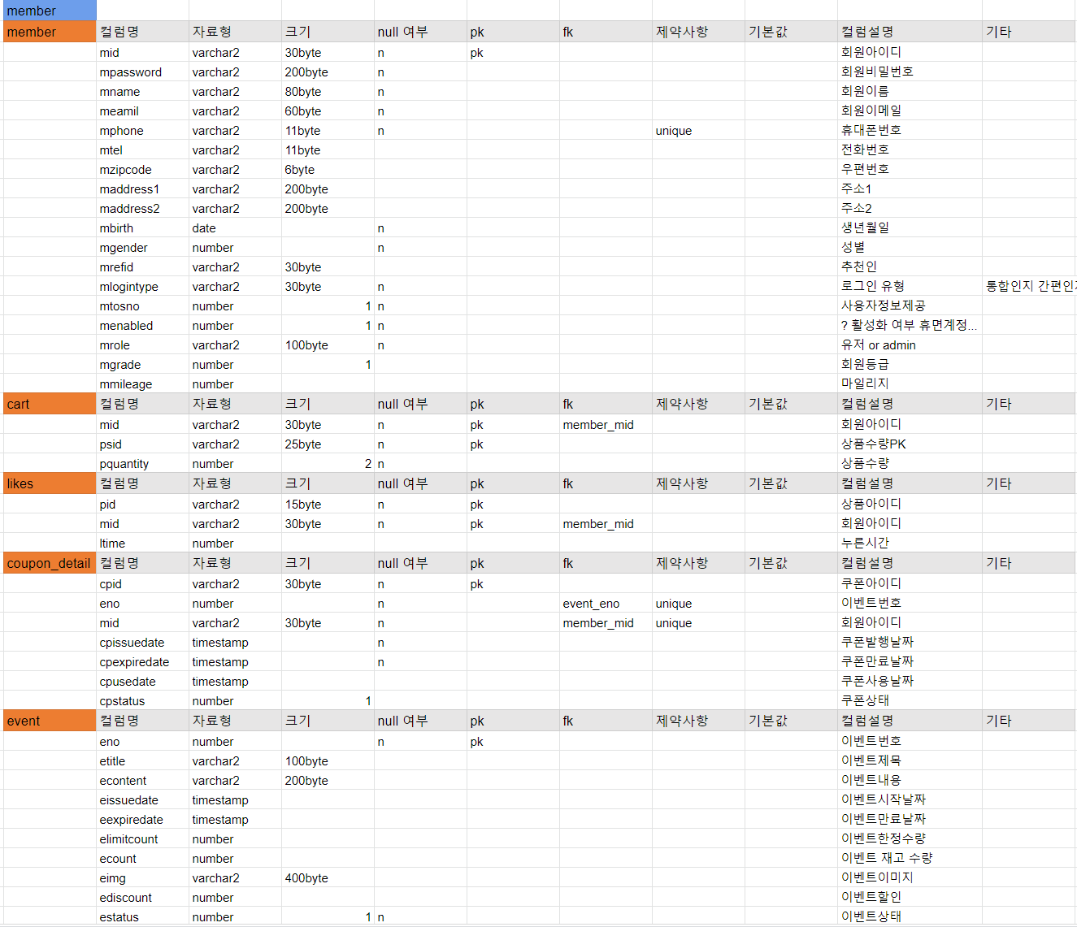 member
member 컬럼명 자료형 크기 null 여부 pk fk 제약사항 기본값 컬럼설명 기타
mid varchar2 30byte n pk 회원아이디
mpassword varchar2 200byte n 회원비밀번호
mname varchar2 80byte n 회원이름
meamil varchar2 60byte n 회원이메일
mphone varchar2 11byte n unique 휴대폰번호
mtel varchar2 11byte 전화번호
mzipcode varchar2 6byte 우편번호
maddress1 varchar2 200byte 주소1
maddress2 varchar2 200byte 주소2
mbirth date n 생년월일
mgender number n 성별
mrefid varchar2 30byte 추천인
mlogintype varchar2 30byte n 로그인 유형 통합인지 간편인지
mtosno number 1 n 사용자정보제공
menabled number 1 n ? 활성화 여부 휴면계정...
mrole varchar2 100byte n 유저 or admin
mgrade number 1 회원등급
mmileage number 마일리지
cart 컬럼명 자료형 크기 null 여부 pk fk 제약사항 기본값 컬럼설명 기타
mid varchar2 30byte n pk member_mid 회원아이디
psid varchar2 25byte n pk 상품수량PK
pquantity number 2 n 상품수량
likes 컬럼명 자료형 크기 null 여부 pk fk 제약사항 기본값 컬럼설명 기타
pid varchar2 15byte n pk 상품아이디
mid varchar2 30byte n pk member_mid 회원아이디
ltime number 누른시간
coupon_detail 컬럼명 자료형 크기 null 여부 pk fk 제약사항 기본값 컬럼설명 기타
cpid varchar2 30byte n pk 쿠폰아이디
eno number n event_eno unique 이벤트번호
mid varchar2 30byte n member_mid unique 회원아이디
cpissuedate timestamp n 쿠폰발행날짜
cpexpiredate timestamp n 쿠폰만료날짜
cpusedate timestamp 쿠폰사용날짜
cpstatus number 1 쿠폰상태
event 컬럼명 자료형 크기 null 여부 pk fk 제약사항 기본값 컬럼설명 기타
eno number n pk 이벤트번호
etitle varchar2 100byte 이벤트제목
econtent varchar2 200byte 이벤트내용
eissuedate timestamp 이벤트시작날짜
eexpiredate timestamp 이벤트만료날짜
elimitcount number 이벤트한정수량
ecount number 이벤트 재고 수량
eimg varchar2 400byte 이벤트이미지
ediscount number 이벤트할인
estatus number 1 n 이벤트상태